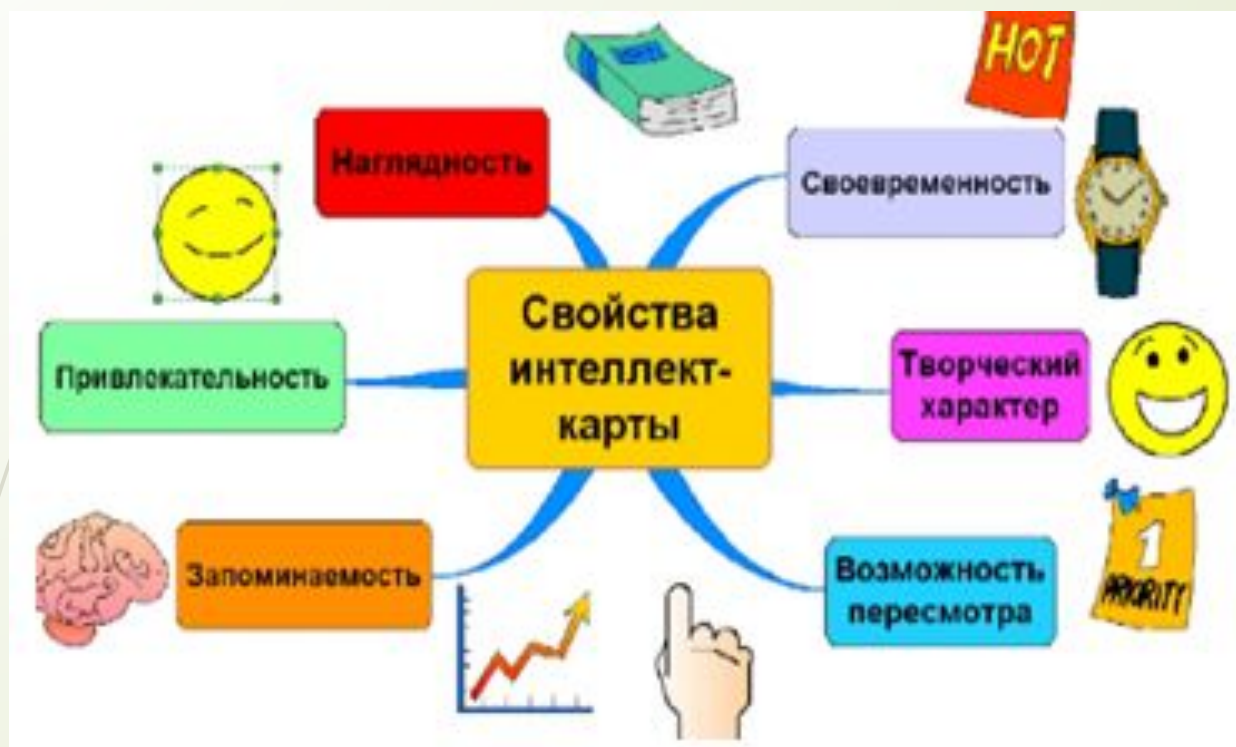 HOT
Наглядность
Своевременность
Свойства
интеллект-
карты
Привлекательность
Творческий
характер
Запоминаемость
Возможность
пересмотра
1
PRIORITY